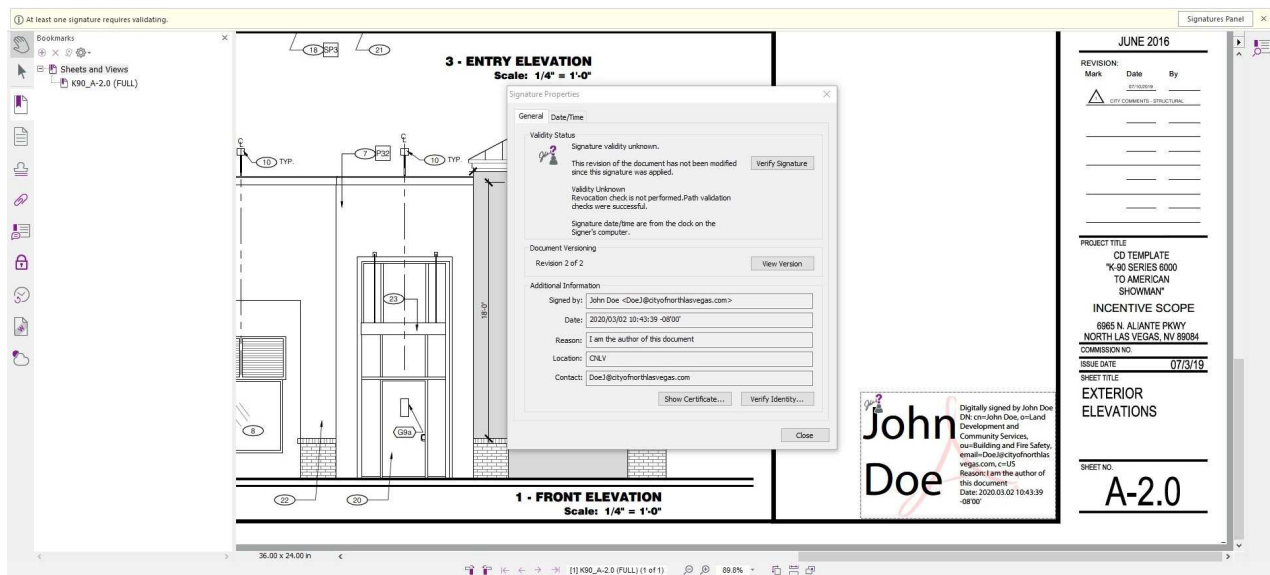 At least one signature requires validating.
Signatures Panel
Bookmarks
Sheets and Views
K90_A-2.0 (FULL)
18 SP3
21
3 - ENTRY ELEVATION
Scale: 1/4" = 1'-0"
10 TYP.
7 P32
10 TYP.
23
18'-0"
8
G9a
22
20
1 - FRONT ELEVATION
Scale: 1/4" = 1'-0"
Signature Properties
General Date/Time
Validity Status
Signature validity unknown.
This revision of the document has not been modified
since this signature was applied.
Verify Signature
Validity Unknown
Revocation check is not performed.Path validation
checks were successful.
Signature date/time are from the clock on the
Signer's computer.
Document Versioning
Revision 2 of 2
View Version
Additional Information
Signed by: John Doe <DoeJ@cityofnorthlasvegas.com>
Date: 2020/03/02 10:43:39 -08'00'
Reason: I am the author of this document
Location: CNLV
Contact: DoeJ@cityofnorthlasvegas.com
Show Certificate... Verify Identity...
Close
John
Doe
Digitally signed by John Doe
DN: cn=John Doe, o=Land
Development and
Community Services,
ou=Building and Fire Safety,
email=DoeJ@cityofnorthlas
vegas.com, c=US
Reason: I am the author of
this document
Date: 2020.03.02 10:43:39
-08'00'
JUNE 2016
REVISION:
Mark Date By
07/10/2019
CITY COMMENTS - STRUCTURAL
PROJECT TITLE
CD TEMPLATE
"K-90 SERIES 6000
TO AMERICAN
SHOWMAN"
INCENTIVE SCOPE
6965 N. ALIANTE PKWY
NORTH LAS VEGAS, NV 89084
COMMISSION NO.
ISSUE DATE 07/3/19
SHEET TITLE
EXTERIOR
ELEVATIONS
SHEET NO.
A-2.0
36.00 x 24.00 in
[1] K90_A-2.0 (FULL) (1 of 1)
89.8%